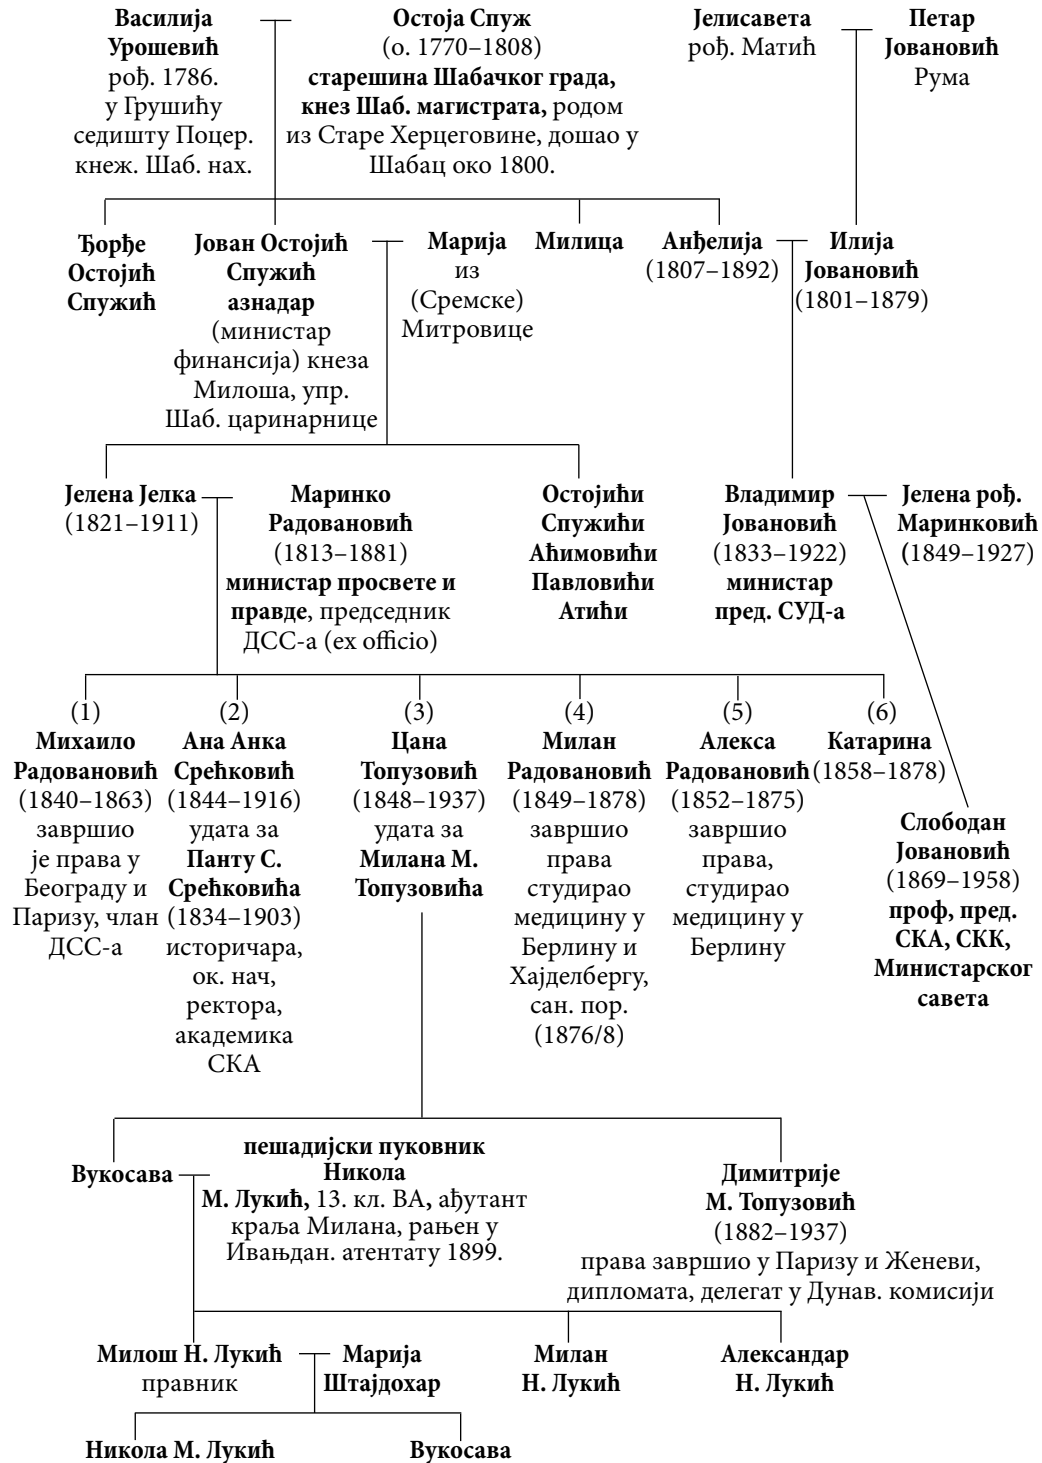 Василија
Урошевић
рођ. 1786.
у Грушићу
седишту Поцер.
кнеж. Шаб. нах.
Остоја Спуж
(о. 1770–1808)
старешина Шабачког града,
кнез Шаб. магистрата, родом
из Старе Херцеговине, дошао у
Шабац око 1800.
Јелисавета
рођ. Матић
Петар
Јовановић
Рума
Ђорђе
Остојић
Спужић
Јован Остојић
Спужић
азнадар
(министар
финансија) кнеза
Милоша, упр.
Шаб. царинарнице
Марија
из
(Сремске)
Митровице
Милица
Анђелија
(1807–1892)
Илија
Јовановић
(1801–1879)
Јелена Јелка
(1821–1911)
Маринко
Радовановић
(1813–1881)
министар просвете и
правде, председник
ДСС-а (ex officio)
Остојићи
Спужићи
Аћимовићи
Павловићи
Атићи
Владимир
Јовановић
(1833–1922)
министар
пред. СУД-а
Јелена рођ.
Маринковић
(1849–1927)
(1)
Михаило
Радовановић
(1840–1863)
завршио
је права у
Београду и
Паризу, члан
ДСС-а
(2)
Ана Анка
Срећковић
(1844–1916)
удата за
Панту С.
Срећковића
(1834–1903)
историчара,
ок. нач,
ректора,
академика
СКА
(3)
Цана
Топузовић
(1848–1937)
удата за
Милана М.
Топузовића
(4)
Милан
Радовановић
(1849–1878)
завршио
права
студирао
медицину у
Берлину и
Хајделбергу,
сан. пор.
(1876/8)
(5)
Алекса
Радовановић
(1852–1875)
завршио
права,
студирао
медицину у
Берлину
(6)
Катарина
(1858–1878)
Слободан
Јовановић
(1869–1958)
проф, пред.
СКА, СКК,
Министарског
савета
Вукосава
пешадијски пуковник
Никола
М. Лукић, 13. кл. ВА, ађутант
краља Милана, рањен у
Ивањдан. атентату 1899.
Димитрије
М. Топузовић
(1882–1937)
права завршио у Паризу и Женеви,
дипломата, делегат у Дунав. комисији
Милош Н. Лукић
правник
Марија
Штајдохар
Милан
Н. Лукић
Александар
Н. Лукић
Никола М. Лукић
Вукосава